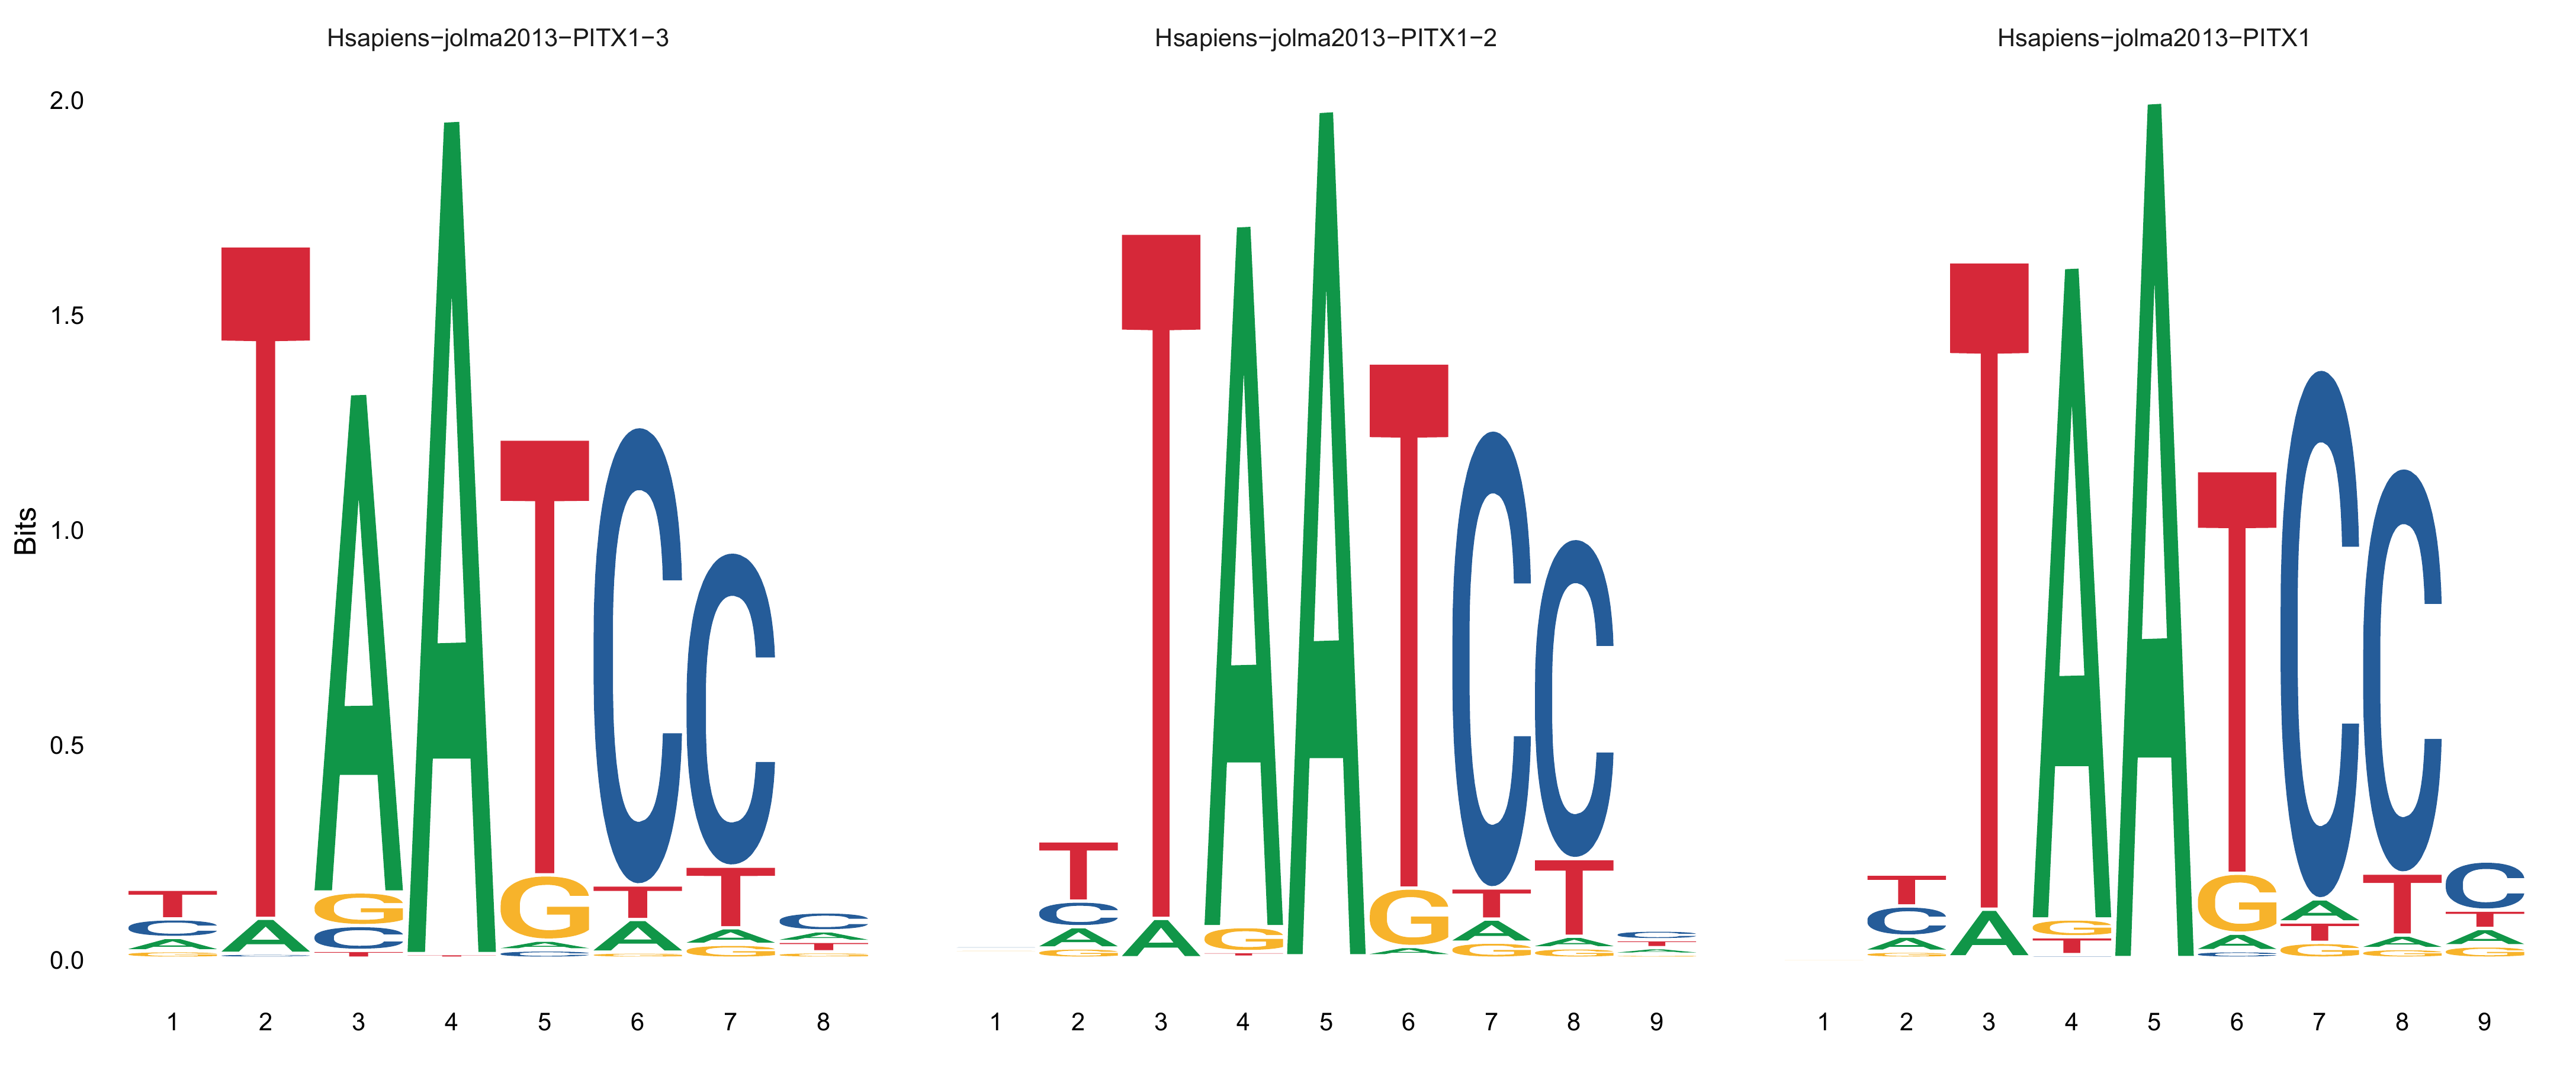 Hsapiens−jolma2013−PITX1−3
Hsapiens−jolma2013−PITX1−2
Hsapiens−jolma2013−PITX1
Bits
2.0
1.5
1.0
0.5
0.0
T C A G
T A C
A G C T
A T
T G A C
C T A G
C T A G
C A T G
T C A G
T A
A G T
A
T G A
C T A G
C T A G
C T G A
T C A G
T A
A G T
A
T G A C
C A T G
C T A G
C T A G
1 2 3 4 5 6 7 8
1 2 3 4 5 6 7 8 9
1 2 3 4 5 6 7 8 9